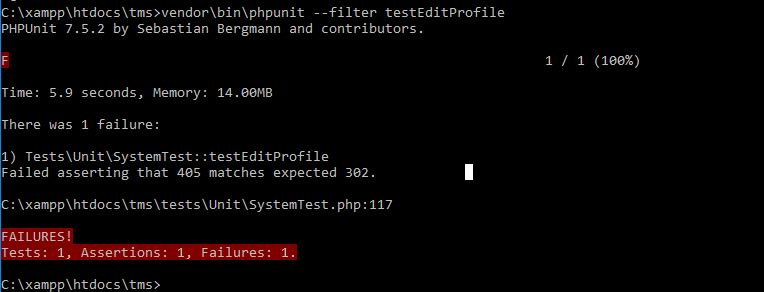 C:\xampp\htdocs\tms>vendor\bin\phpunit --filter testEditProfile
PHPUnit 7.5.2 by Sebastian Bergmann and contributors.
F 1 / 1 (100%)
Time: 5.9 seconds, Memory: 14.00MB
There was 1 failure:
1) Tests\Unit\SystemTest::testEditProfile
Failed asserting that 405 matches expected 302.
C:\xampp\htdocs\tms\tests\Unit\SystemTest.php:117
FAILURES!
Tests: 1, Assertions: 1, Failures: 1.
C:\xampp\htdocs\tms>